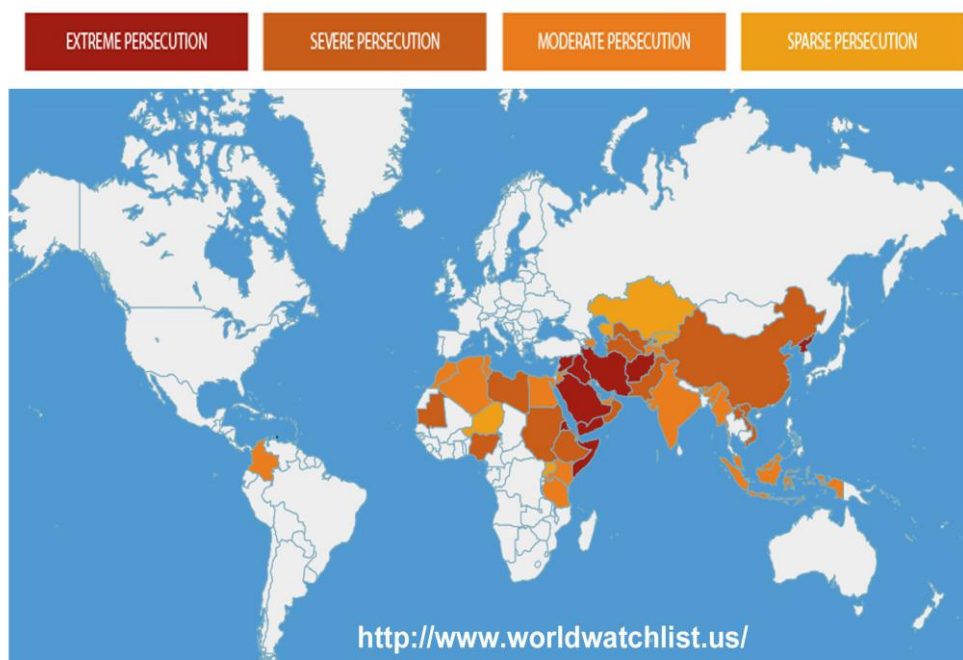 EXTREME PERSECUTION
SEVERE PERSECUTION
MODERATE PERSECUTION
SPARSE PERSECUTION
http://www.worldwatchlist.us/